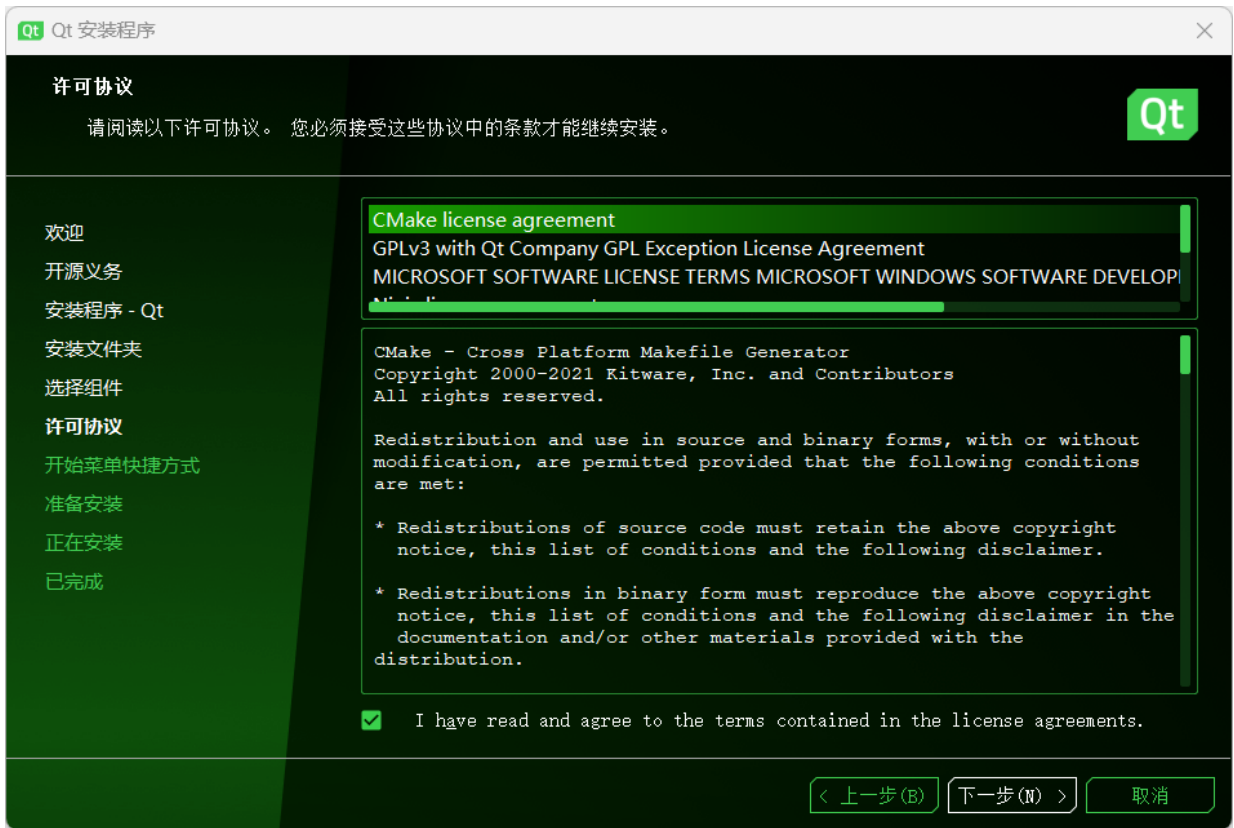 Qt Qt 安装程序
许可协议
请阅读以下许可协议。 您必须接受这些协议中的条款才能继续安装。
Qt
欢迎
开源义务
安装程序 - Qt
安装文件夹
选择组件
许可协议
开始菜单快捷方式
准备安装
正在安装
已完成
CMake license agreement
GPLv3 with Qt Company GPL Exception License Agreement
MICROSOFT SOFTWARE LICENSE TERMS MICROSOFT WINDOWS SOFTWARE DEVELOP
CMake - Cross Platform Makefile Generator
Copyright 2000-2021 Kitware, Inc. and Contributors
All rights reserved.
Redistribution and use in source and binary forms, with or without
modification, are permitted provided that the following conditions
are met:
* Redistributions of source code must retain the above copyright
notice, this list of conditions and the following disclaimer.
* Redistributions in binary form must reproduce the above copyright
notice, this list of conditions and the following disclaimer in the
documentation and/or other materials provided with the
distribution.
I have read and agree to the terms contained in the license agreements.
< 上一步(B)
下一步(N) >
取消